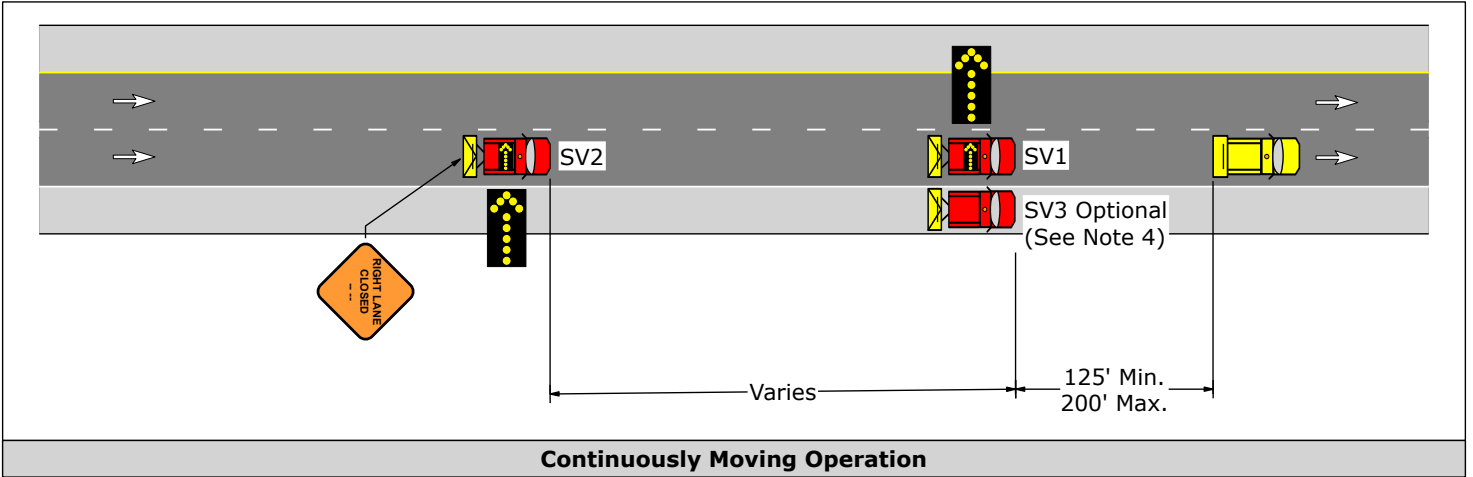 SV2
SV1
SV3 Optional
(See Note 4)
RIGHT LANE
CLOSED
- --
Varies
125' Min.
200' Max.
Continuously Moving Operation